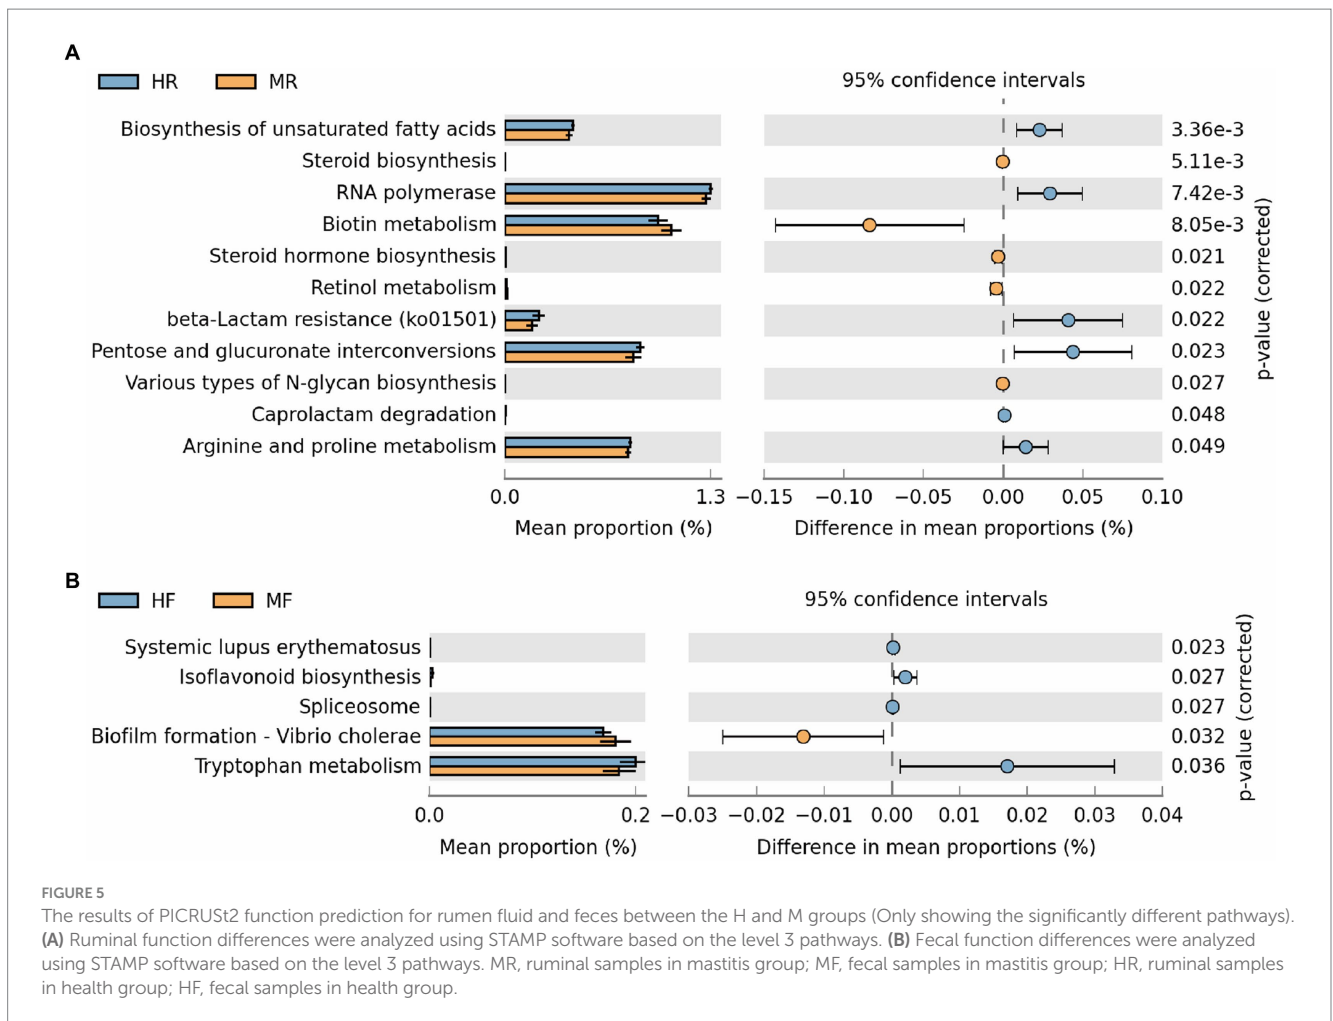 A
HR MR
95% confidence intervals
Biosynthesis of unsaturated fatty acids 3.36e-3
Steroid biosynthesis 5.11e-3
RNA polymerase 7.42e-3
Biotin metabolism 8.05e-3
Steroid hormone biosynthesis 0.021
Retinol metabolism 0.022
beta-Lactam resistance (ko01501) 0.022
Pentose and glucuronate interconversions 0.023
Various types of N-glycan biosynthesis 0.027
Caprolactam degradation 0.048
Arginine and proline metabolism 0.049
p-value (corrected)
0.0 1.3 −0.15 −0.10 −0.05 0.00 0.05 0.10
Mean proportion (%) Difference in mean proportions (%)
B
HF MF
95% confidence intervals
Systemic lupus erythematosus 0.023
Isoflavonoid biosynthesis 0.027
Spliceosome 0.027
Biofilm formation - Vibrio cholerae 0.032
Tryptophan metabolism 0.036
p-value (corrected)
0.0 0.2 −0.03 −0.02 −0.01 0.00 0.01 0.02 0.03 0.04
Mean proportion (%) Difference in mean proportions (%)
FIGURE 5
The results of PICRUSt2 function prediction for rumen fluid and feces between the H and M groups (Only showing the significantly different pathways).
(A) Ruminal function differences were analyzed using STAMP software based on the level 3 pathways. (B) Fecal function differences were analyzed
using STAMP software based on the level 3 pathways. MR, ruminal samples in mastitis group; MF, fecal samples in mastitis group; HR, ruminal samples
in health group; HF, fecal samples in health group.